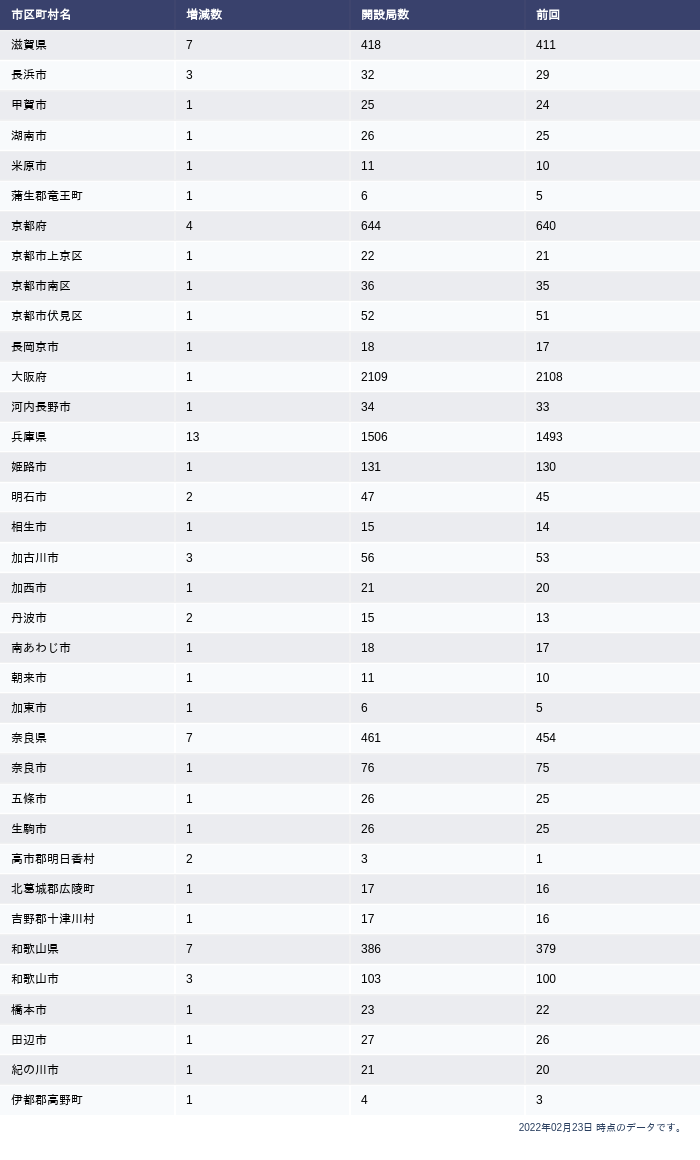 市区町村名 増減数 開設局数 前回
滋賀県 7 418 411
長浜市 3 32 29
甲賀市 1 25 24
湖南市 1 26 25
米原市 1 11 10
蒲生郡竜王町 1 6 5
京都府 4 644 640
京都市上京区 1 22 21
京都市南区 1 36 35
京都市伏見区 1 52 51
長岡京市 1 18 17
大阪府 1 2109 2108
河内長野市 1 34 33
兵庫県 13 1506 1493
姫路市 1 131 130
明石市 2 47 45
相生市 1 15 14
加古川市 3 56 53
加西市 1 21 20
丹波市 2 15 13
南あわじ市 1 18 17
朝来市 1 11 10
加東市 1 6 5
奈良県 7 461 454
奈良市 1 76 75
五條市 1 26 25
生駒市 1 26 25
高市郡明日香村 2 3 1
北葛城郡広陵町 1 17 16
吉野郡十津川村 1 17 16
和歌山県 7 386 379
和歌山市 3 103 100
橋本市 1 23 22
田辺市 1 27 26
紀の川市 1 21 20
伊都郡高野町 1 4 3
2022年02月23日 時点のデータです。